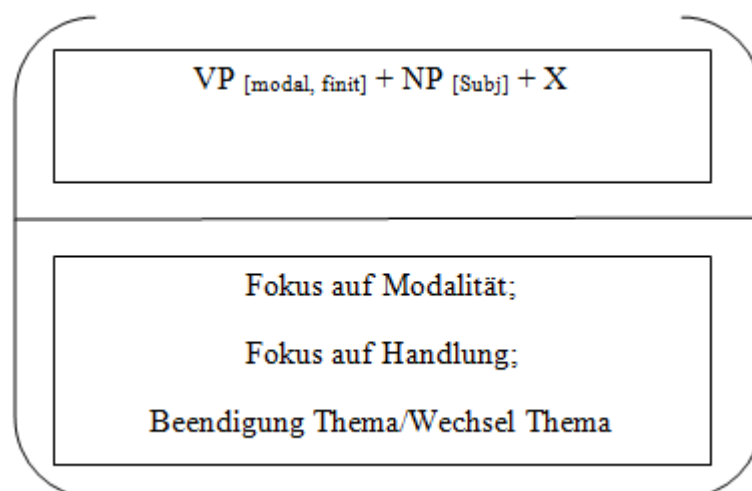 VP [modal, finit] + NP [Subj] + X
Fokus auf Modalität;
Fokus auf Handlung;
Beendigung Thema/Wechsel Thema